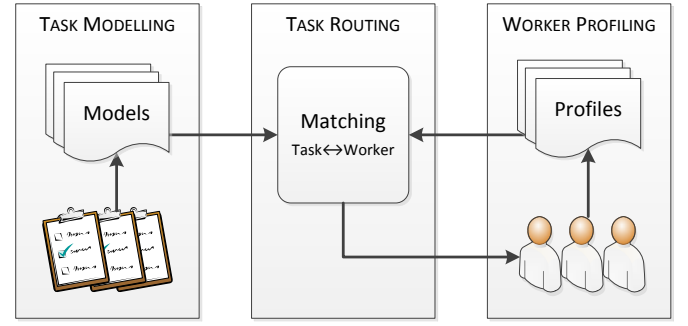 TASK MODELLING
Models
TASK ROUTING
Matching
Task↔Worker
WORKER PROFILING
Profiles